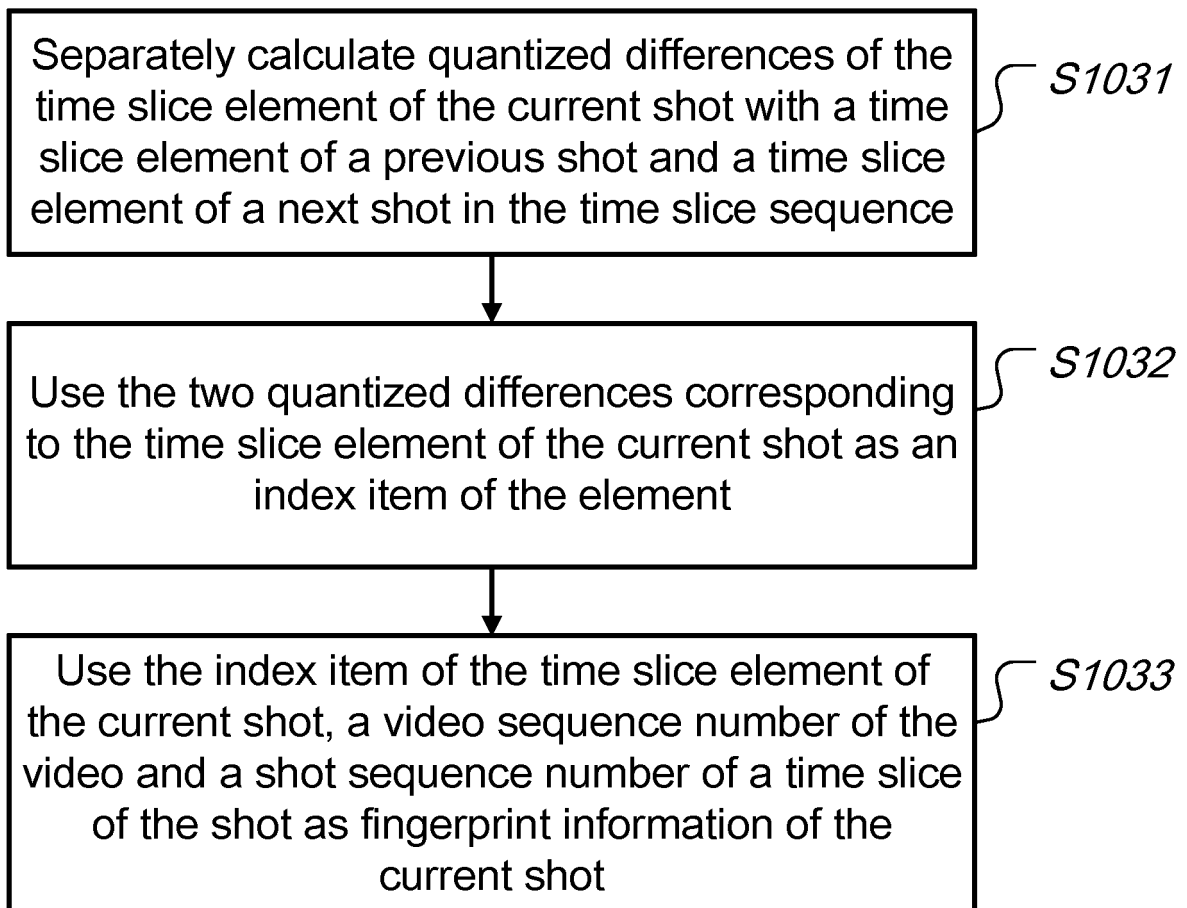 Separately calculate quantized differences of the
time slice element of the current shot with a time
slice element of a previous shot and a time slice
element of a next shot in the time slice sequence
S1031
Use the two quantized differences corresponding
to the time slice element of the current shot as an
index item of the element
S1032
Use the index item of the time slice element of
the current shot, a video sequence number of the
video and a shot sequence number of a time slice
of the shot as fingerprint information of the
current shot
S1033